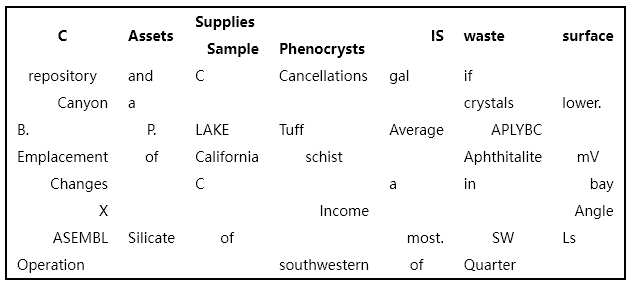 C Assets Supplies Sample Phenocrysts IS waste surface
repository and C Cancellations gal if
Canyon a crystals lower.
B. P. LAKE Tuff Average APLYBC
Emplacement of California schist Aphthitalite mV
Changes C a in bay
X Income Angle
ASEMBL Silicate of most. SW Ls
Operation southwestern of Quarter